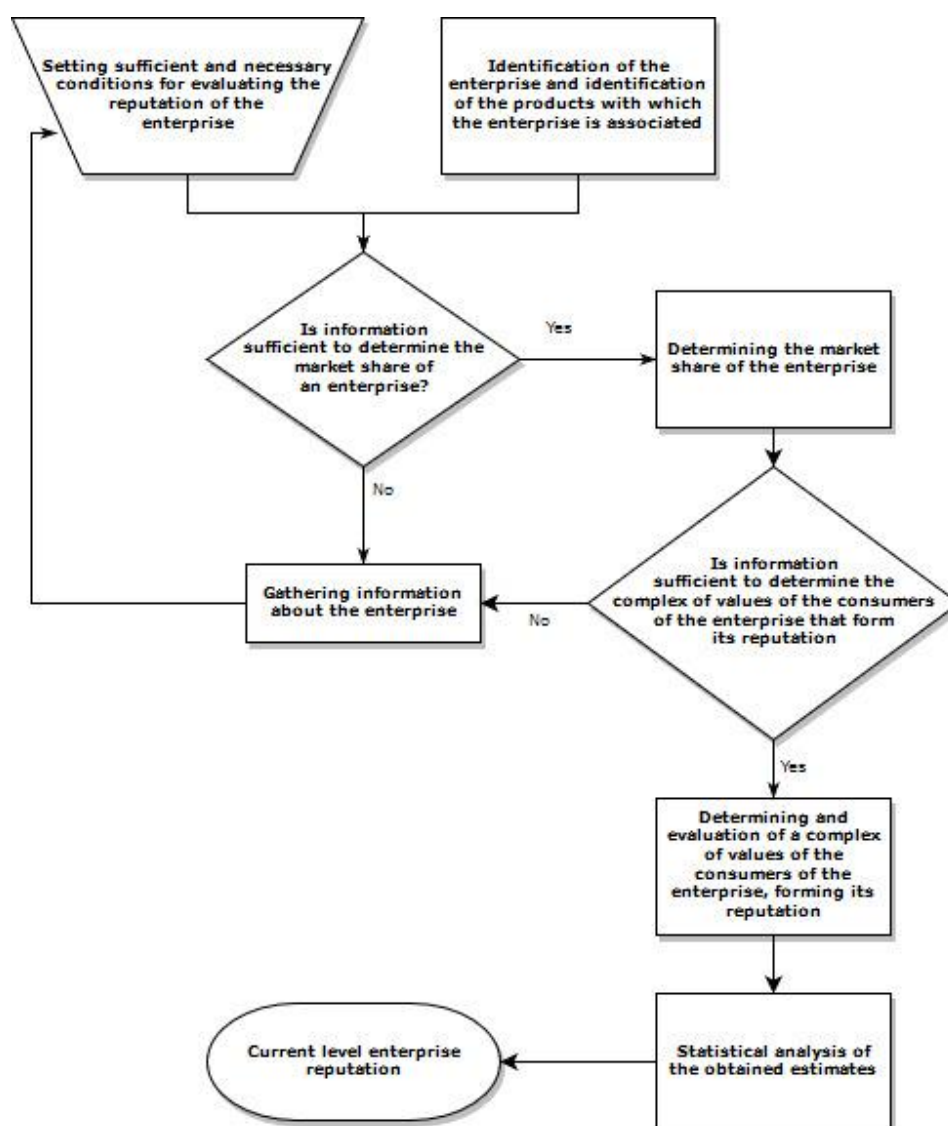 Setting sufficient and necessary
conditions for evaluating the
reputation of the
enterprise
Identification of the
enterprise and identification
of the products with which
the enterprise is associated
Is information
sufficient to determine the
market share of
an enterprise?
Yes
Determining the market
share of the enterprise
No
Gathering information
about the enterprise
Is information
sufficient to determine the
complex of values of the consumers
of the enterprise that form
its reputation
No
Yes
Determining and
evaluation of a complex
of values of the
consumers of the
enterprise, forming its
reputation
Statistical analysis of
the obtained estimates
Current level enterprise
reputation